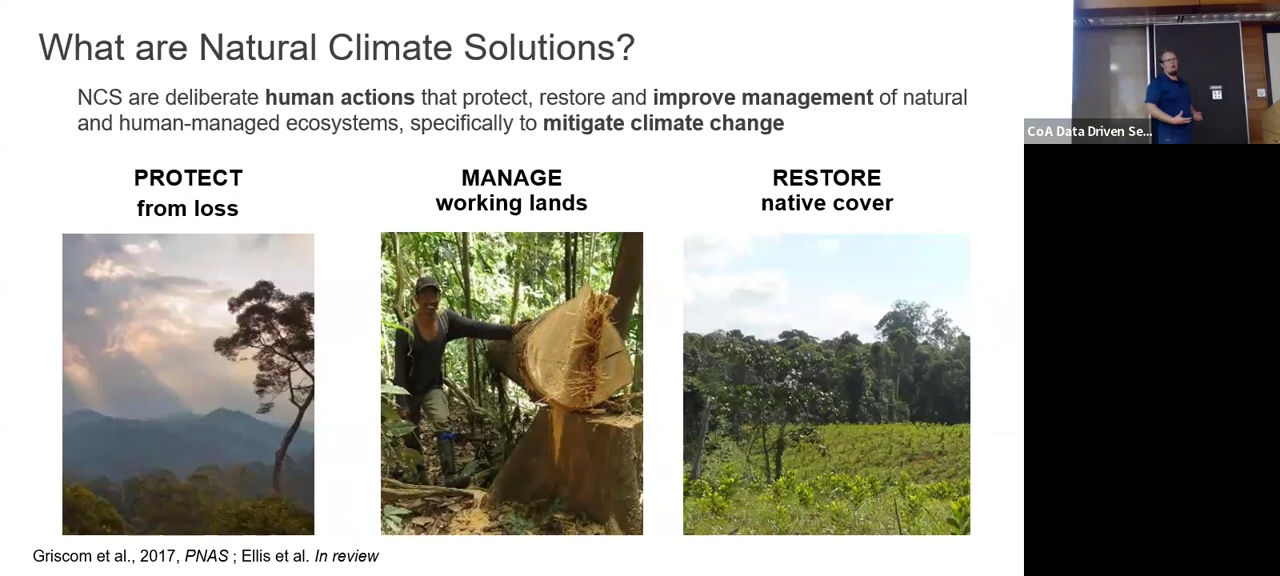 What are Natural Climate Solutions?
NCS are deliberate human actions that protect, restore and improve management of natural
and human-managed ecosystems, specifically to mitigate climate change
PROTECT
from loss
MANAGE
working lands
RESTORE
native cover
Griscom et al., 2017, PNAS ; Ellis et al. In review
CoA Data Driven Se...